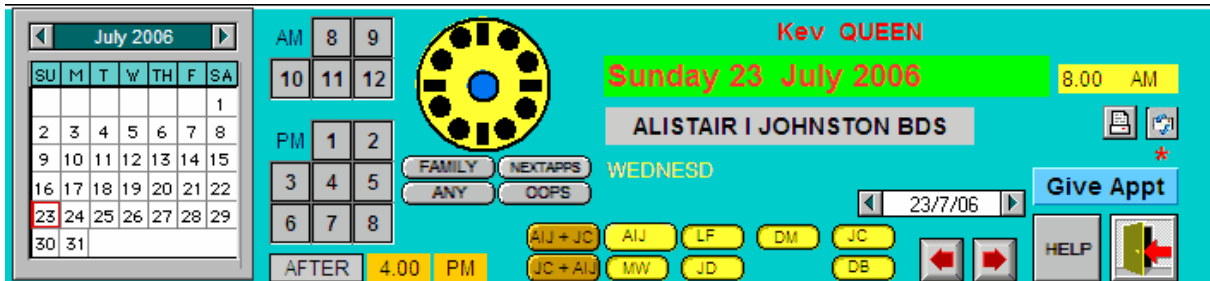 July 2006
SU M T W TH F SA
1
2 3 4 5 6 7 8
9 10 11 12 13 14 15
16 17 18 19 20 21 22
23 24 25 26 27 28 29
30 31
AM 8 9
10 11 12
PM 1 2
3 4 5
6 7 8
AFTER 4.00 PM
FAMILY NEXTAPPS
ANY OOPS
Kev QUEEN
Sunday 23 July 2006
8.00 AM
ALISTAIR I JOHNSTON BDS
*
WEDNESD
Give Appt
23/7/06
AIJ + JC AIJ LF DM JC
JC + AIJ MW JD DB
HELP